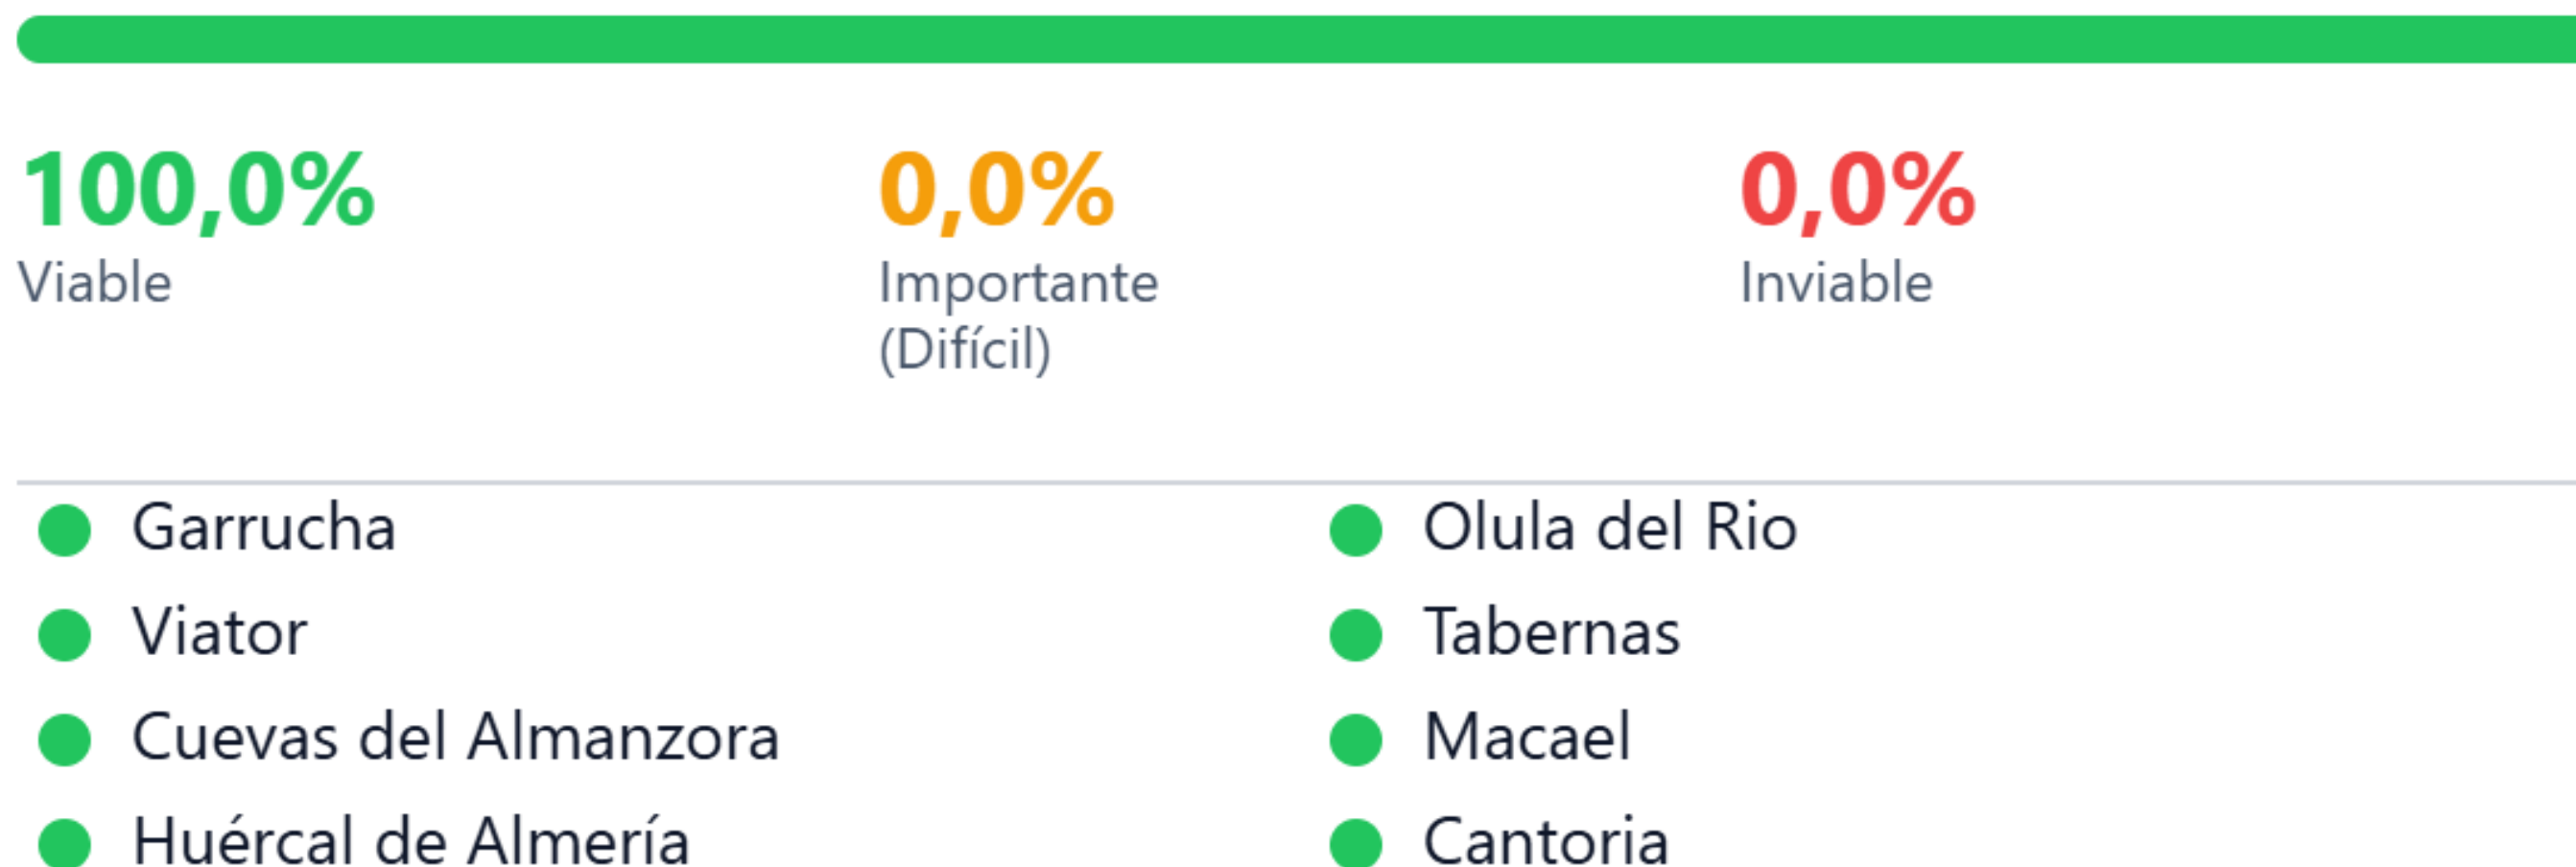 100,0%
Viable
0,0%
Importante
(Difícil)
0,0%
Inviable
Garrucha
Viator
Cuevas del Almanzora
Huércal de Almería
Olula del Rio
Tabernas
Macael
Cantoria